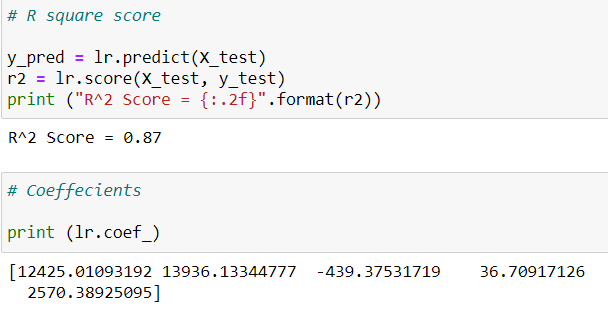 # R square score
y_pred = lr.predict(X_test)
r2 = lr.score(X_test, y_test)
print ("R^2 Score = {:.2f}".format(r2))
R^2 Score = 0.87
# Coeffecients
print (lr.coef_)
[12425.01093192 13936.13344777  -439.37531719    36.70917126
  2570.38925095]